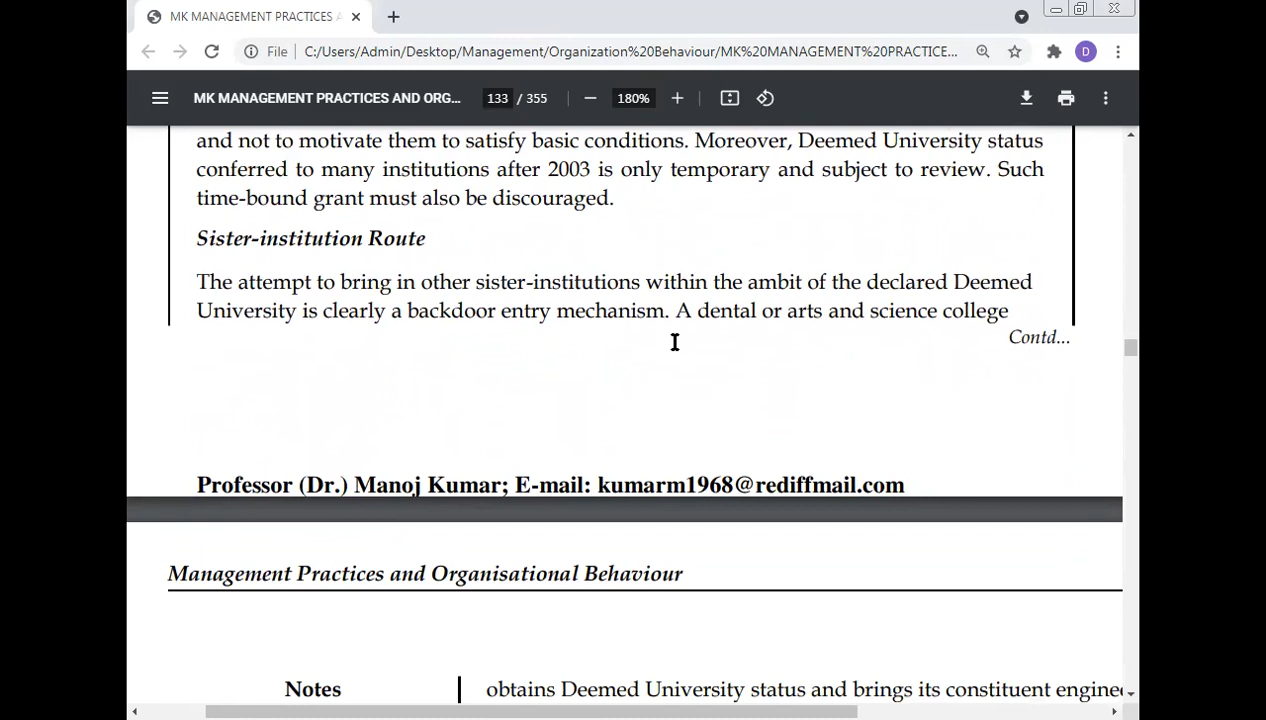 MK MANAGEMENT PRACTICES A
File C:/Users/Admin/Desktop/Management/Organization%20Behaviour/MK%20MANAGEMENT%20PRACTICE...
D
MK MANAGEMENT PRACTICES AND ORG... 133 / 355 180%
and not to motivate them to satisfy basic conditions. Moreover, Deemed University status
conferred to many institutions after 2003 is only temporary and subject to review. Such
time-bound grant must also be discouraged.
Sister-institution Route
The attempt to bring in other sister-institutions within the ambit of the declared Deemed
University is clearly a backdoor entry mechanism. A dental or arts and science college
Contd...
Professor (Dr.) Manoj Kumar; E-mail: kumarm1968@rediffmail.com
Management Practices and Organisational Behaviour
Notes obtains Deemed University status and brings its constituent